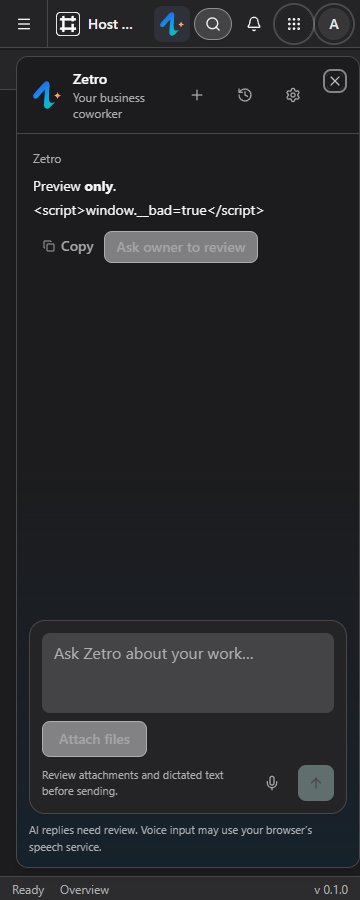 Host ...
A
Zetro
Your business
coworker
Zetro
Preview only.
<script>window.__bad=true</script>
Copy
Ask owner to review
Ask Zetro about your work...
Attach files
Review attachments and dictated text
before sending.
AI replies need review. Voice input may use your browser's
speech service.
Ready
Overview
v 0.1.0